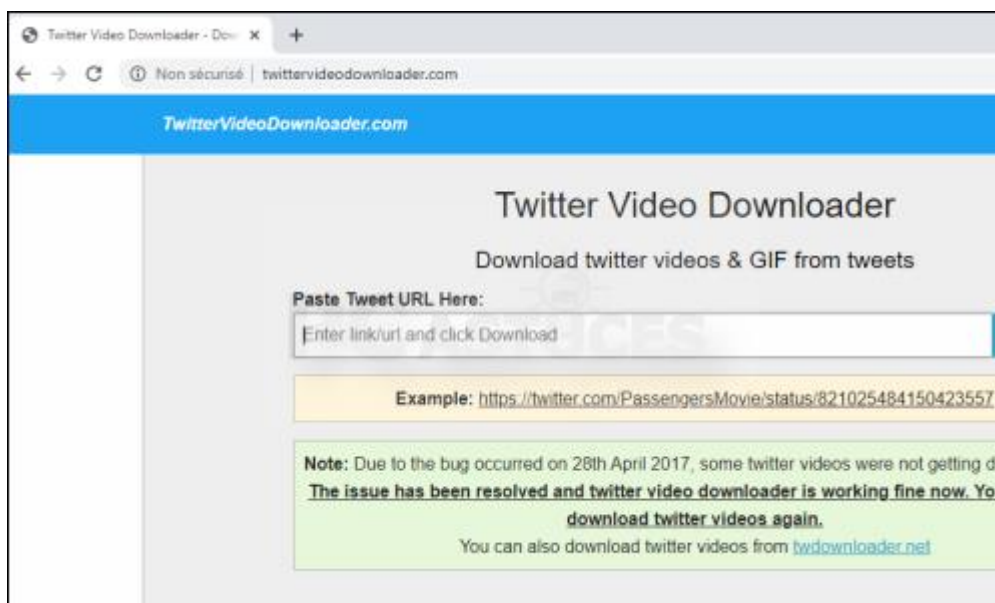 Twitter Video Downloader - Dow
Non sécurisé | twittervideodownloader.com
TwitterVideoDownloader.com
Twitter Video Downloader
Download twitter videos & GIF from tweets
Paste Tweet URL Here:
Enter link/url and click Download
ASTUCES
Example: https://twitter.com/PassengersMovie/status/821025484150423557
Note: Due to the bug occurred on 28th April 2017, some twitter videos were not getting d
The issue has been resolved and twitter video downloader is working fine now. Yo
download twitter videos again.
You can also download twitter videos from twdownloader.net